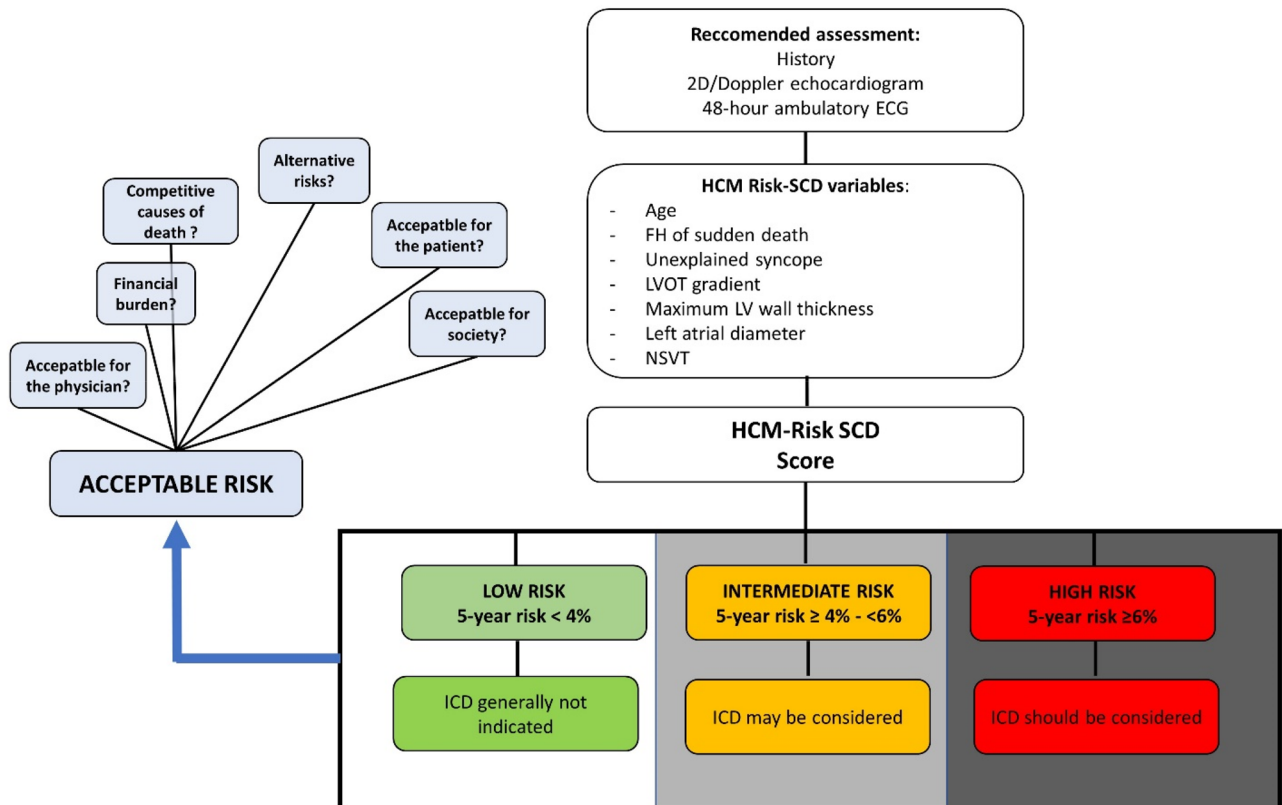 Reccomended assessment:
History
2D/Doppler echocardiogram
48-hour ambulatory ECG
HCM Risk-SCD variables:
- Age
- FH of sudden death
- Unexplained syncope
- LVOT gradient
- Maximum LV wall thickness
- Left atrial diameter
- NSVT
HCM-Risk SCD
Score
Alternative
risks?
Competitive
causes of
death ?
Accepatble for
the patient?
Financial
burden?
Accepatble for
society?
Accepatble for
the physician?
ACCEPTABLE RISK
LOW RISK
5-year risk < 4%
INTERMEDIATE RISK
5-year risk ≥ 4% - <6%
HIGH RISK
5-year risk ≥6%
ICD generally not
indicated
ICD may be considered
ICD should be considered